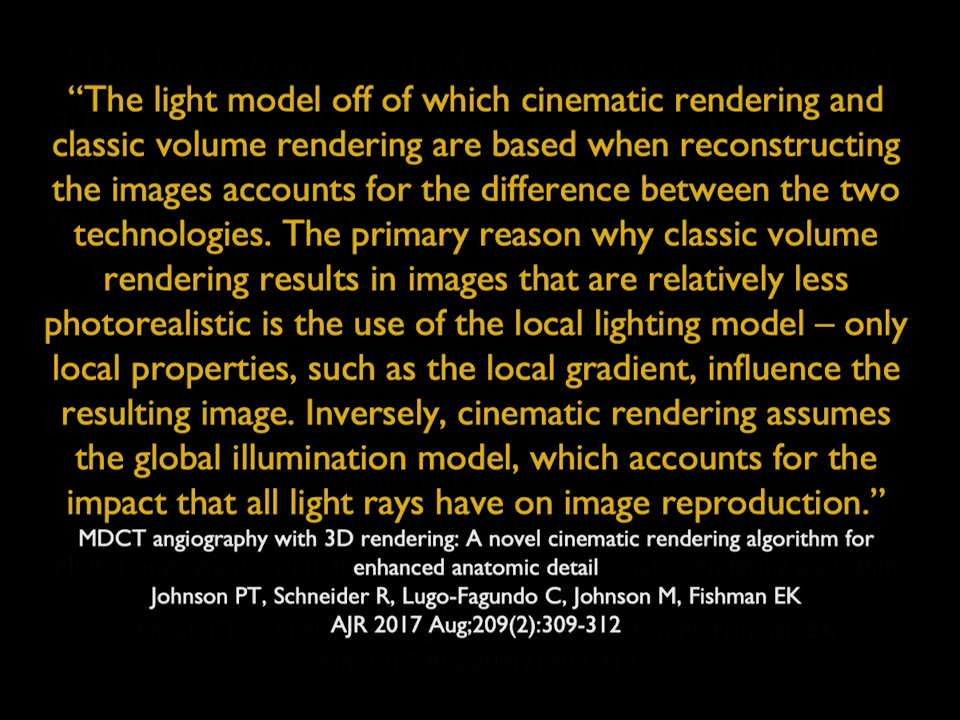 “The light model off of which cinematic rendering and
classic volume rendering are based when reconstructing
the images accounts for the difference between the two
technologies. The primary reason why classic volume
rendering results in images that are relatively less
photorealistic is the use of the local lighting model – only
local properties, such as the local gradient, influence the
resulting image. Inversely, cinematic rendering assumes
the global illumination model, which accounts for the
impact that all light rays have on image reproduction.”
MDCT angiography with 3D rendering: A novel cinematic rendering algorithm for
enhanced anatomic detail
Johnson PT, Schneider R, Lugo-Fagundo C, Johnson M, Fishman EK
AJR 2017 Aug;209(2):309-312